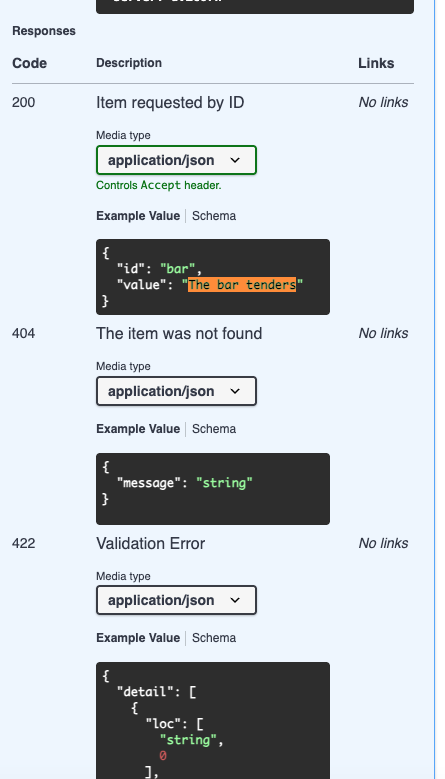 Responses
Code Description Links
200 Item requested by ID No links
Media type
application/json
Controls Accept header.
Example Value Schema
{
"id": "bar",
"value": "The bar tenders"
}
404 The item was not found No links
Media type
application/json
Example Value Schema
{
"message": "string"
}
422 Validation Error No links
Media type
application/json
Example Value Schema
{
"detail": [
{
"loc": [
"string",
0
],